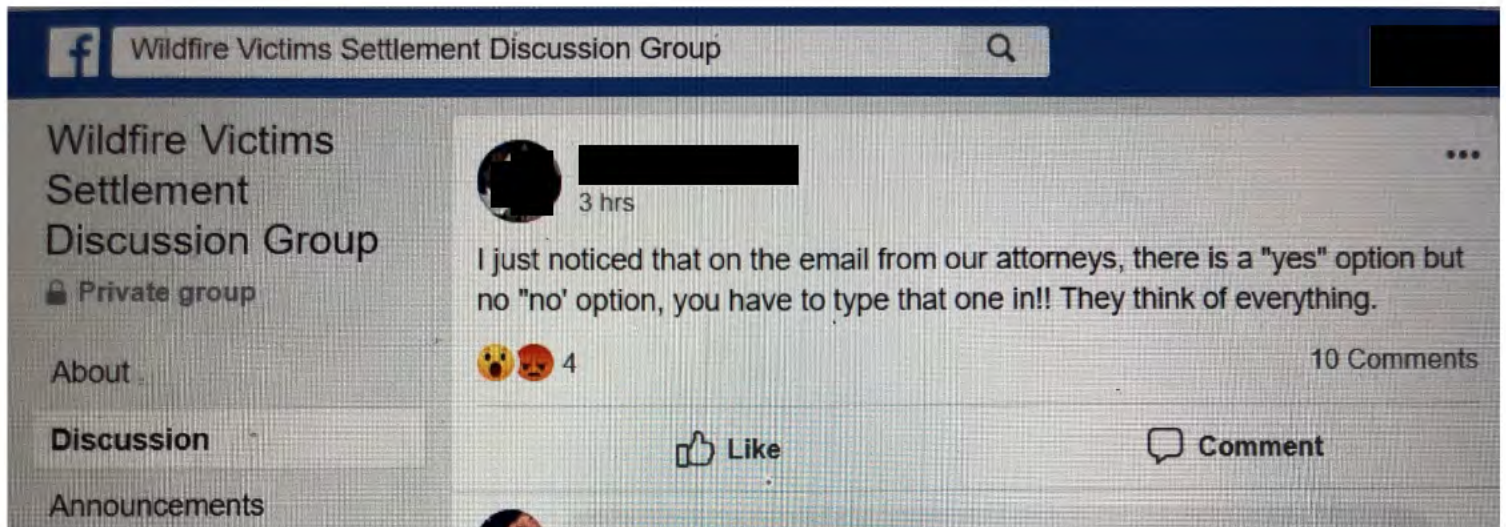 f Wildfire Victims Settlement Discussion Group
Wildfire Victims
Settlement
Discussion Group
Private group
About
Discussion
Announcements
3 hrs
I just noticed that on the email from our attorneys, there is a "yes" option but
no "no' option, you have to type that one in!! They think of everything.
4
10 Comments
Like
Comment